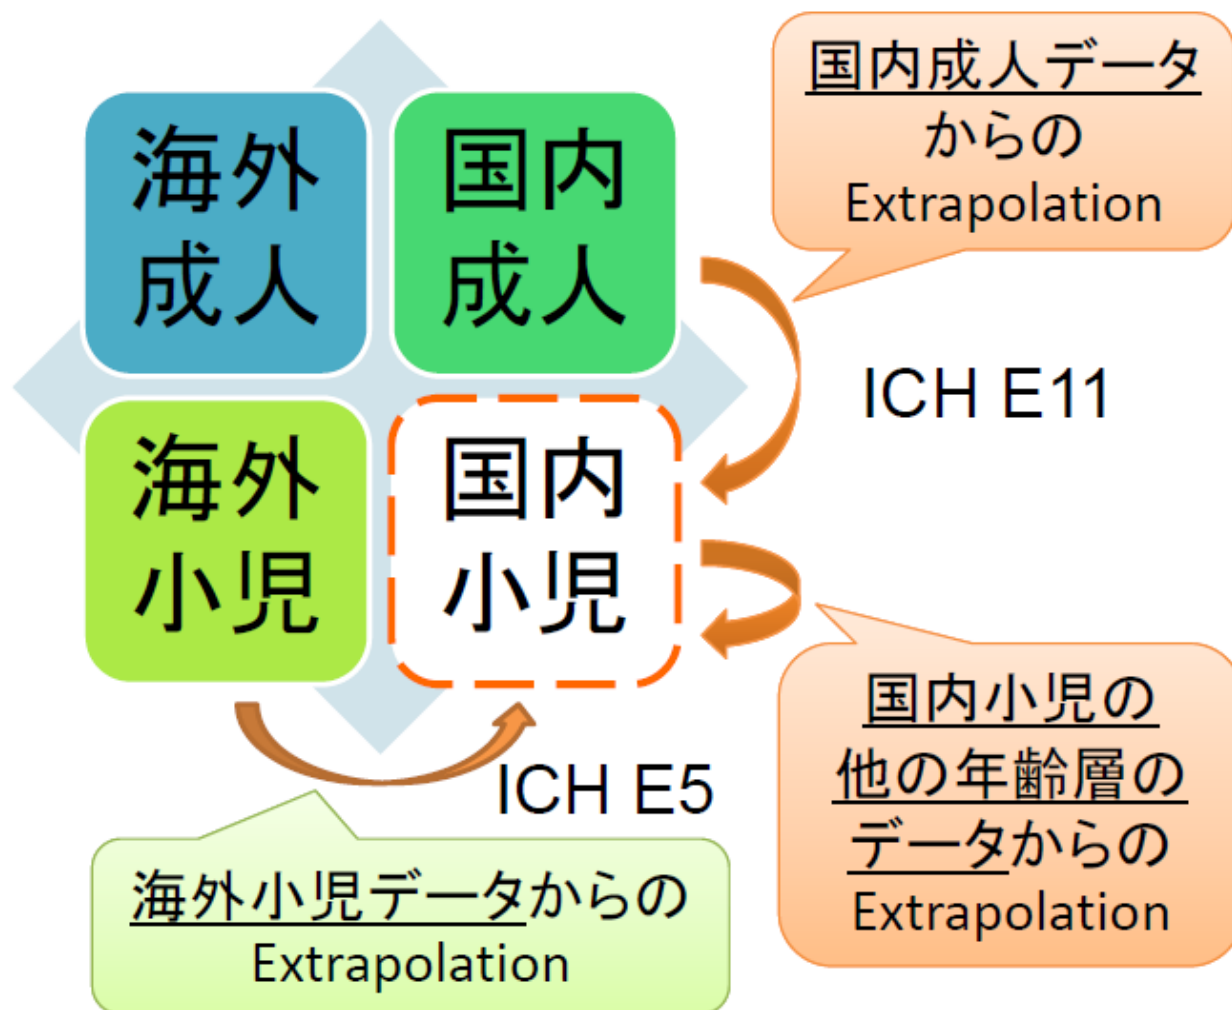 海外
成人
国内
成人
国内成人データ
からの
Extrapolation
ICH E11
海外
小児
国内
小児
国内小児の
他の年齢層の
データからの
Extrapolation
ICH E5
海外小児データからの
Extrapolation